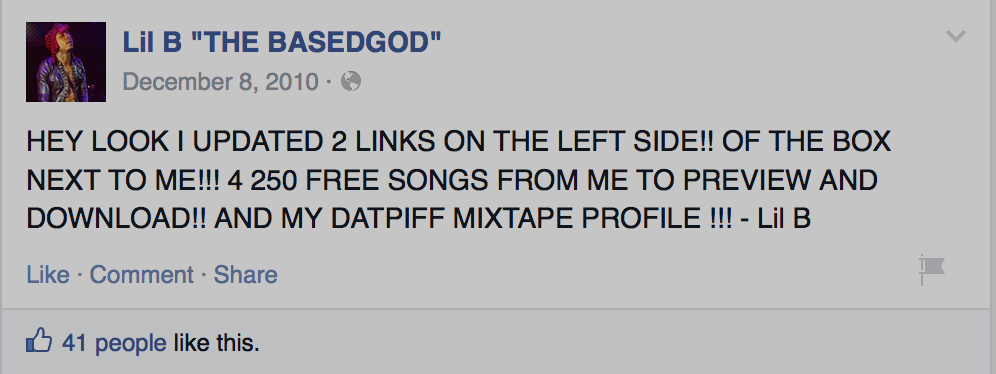 Lil B "THE BASEDGOD"
December 8, 2010 ·
HEY LOOK I UPDATED 2 LINKS ON THE LEFT SIDE!! OF THE BOX
NEXT TO ME!!! 4 250 FREE SONGS FROM ME TO PREVIEW AND
DOWNLOAD!! AND MY DATPIFF MIXTAPE PROFILE !!! - Lil B
Like · Comment · Share
41 people like this.